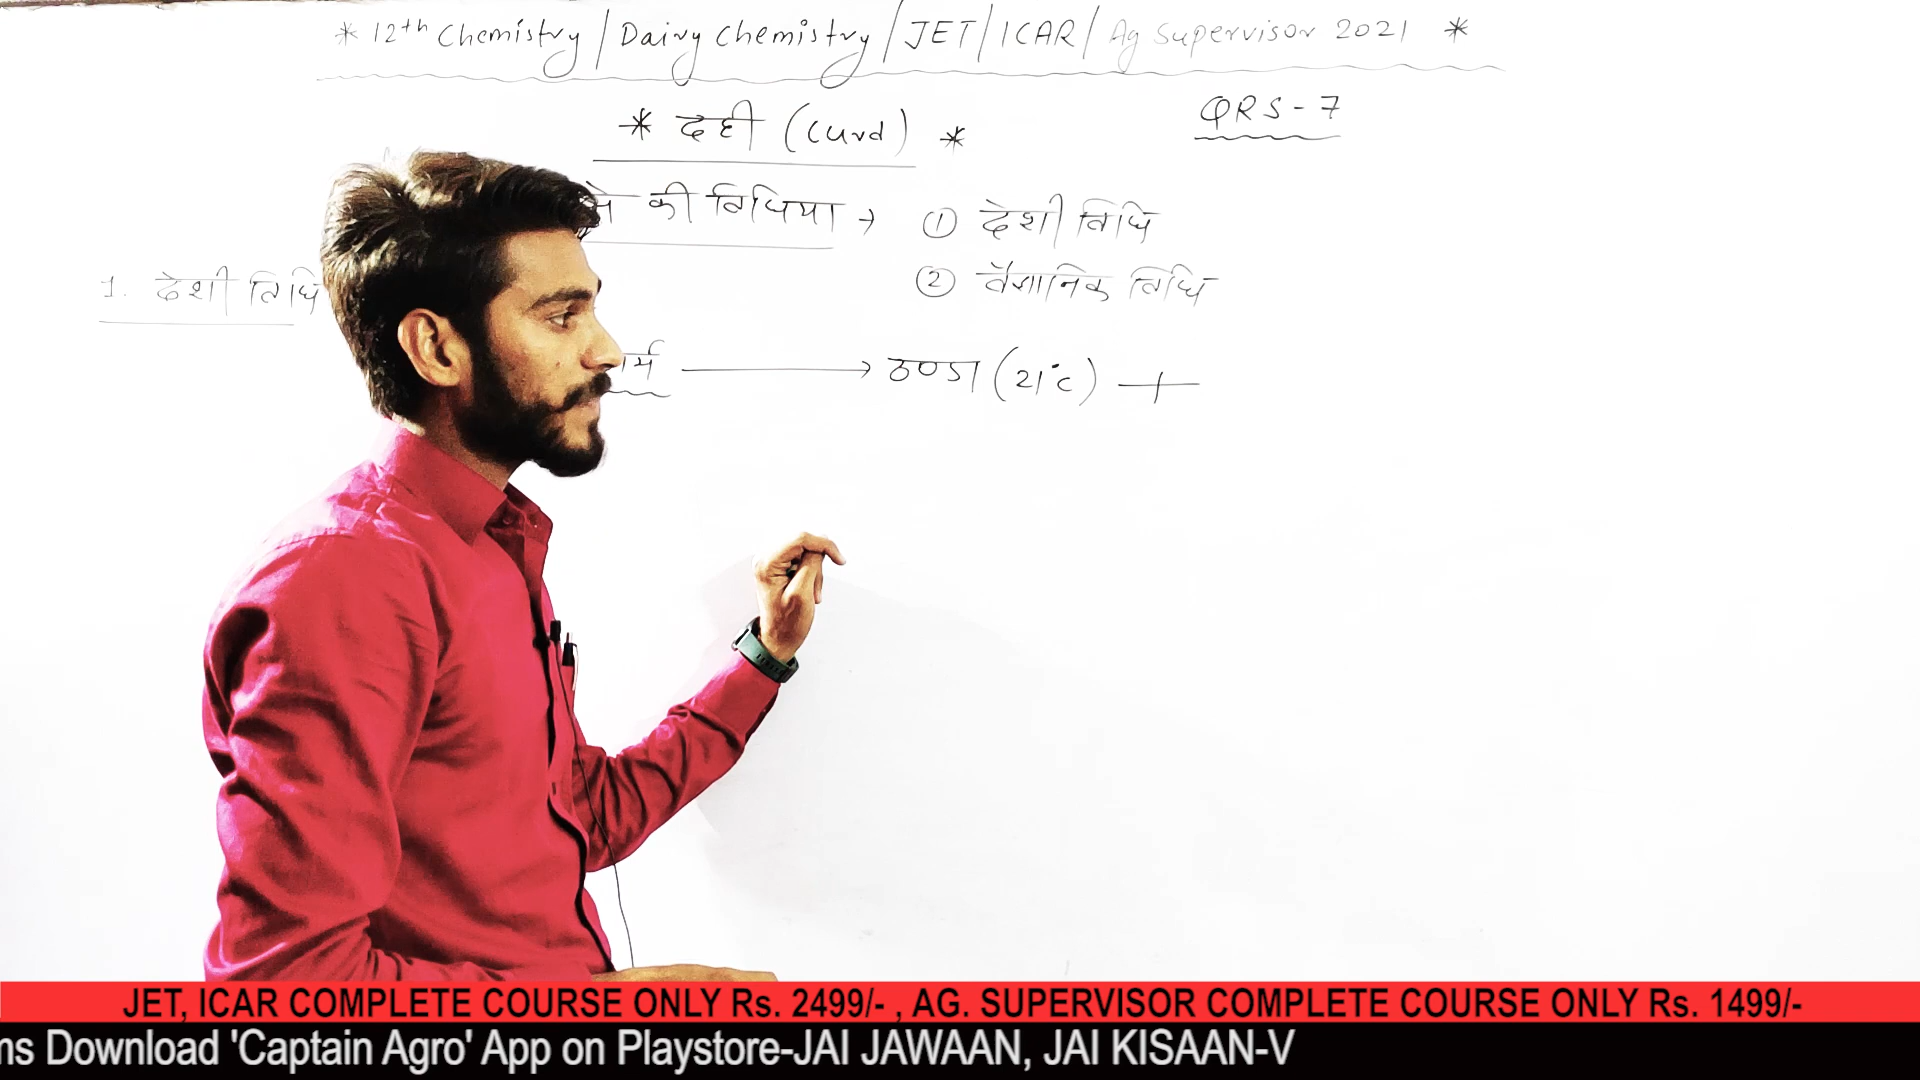 * 12th Chemistry / Dairy Chemistry / JET / ICAR / Ag Supervisor 2021 *
QRS-7
* दही (Curd) *
की विधिया → ① देशी विधि
② वैज्ञानिक विधि
1. देशी विधि
→ ठण्डा (21°C) +
JET, ICAR COMPLETE COURSE ONLY Rs. 2499/- , AG. SUPERVISOR COMPLETE COURSE ONLY Rs. 1499/-
Download 'Captain Agro' App on Playstore-JAI JAWAAN, JAI KISAAN-V